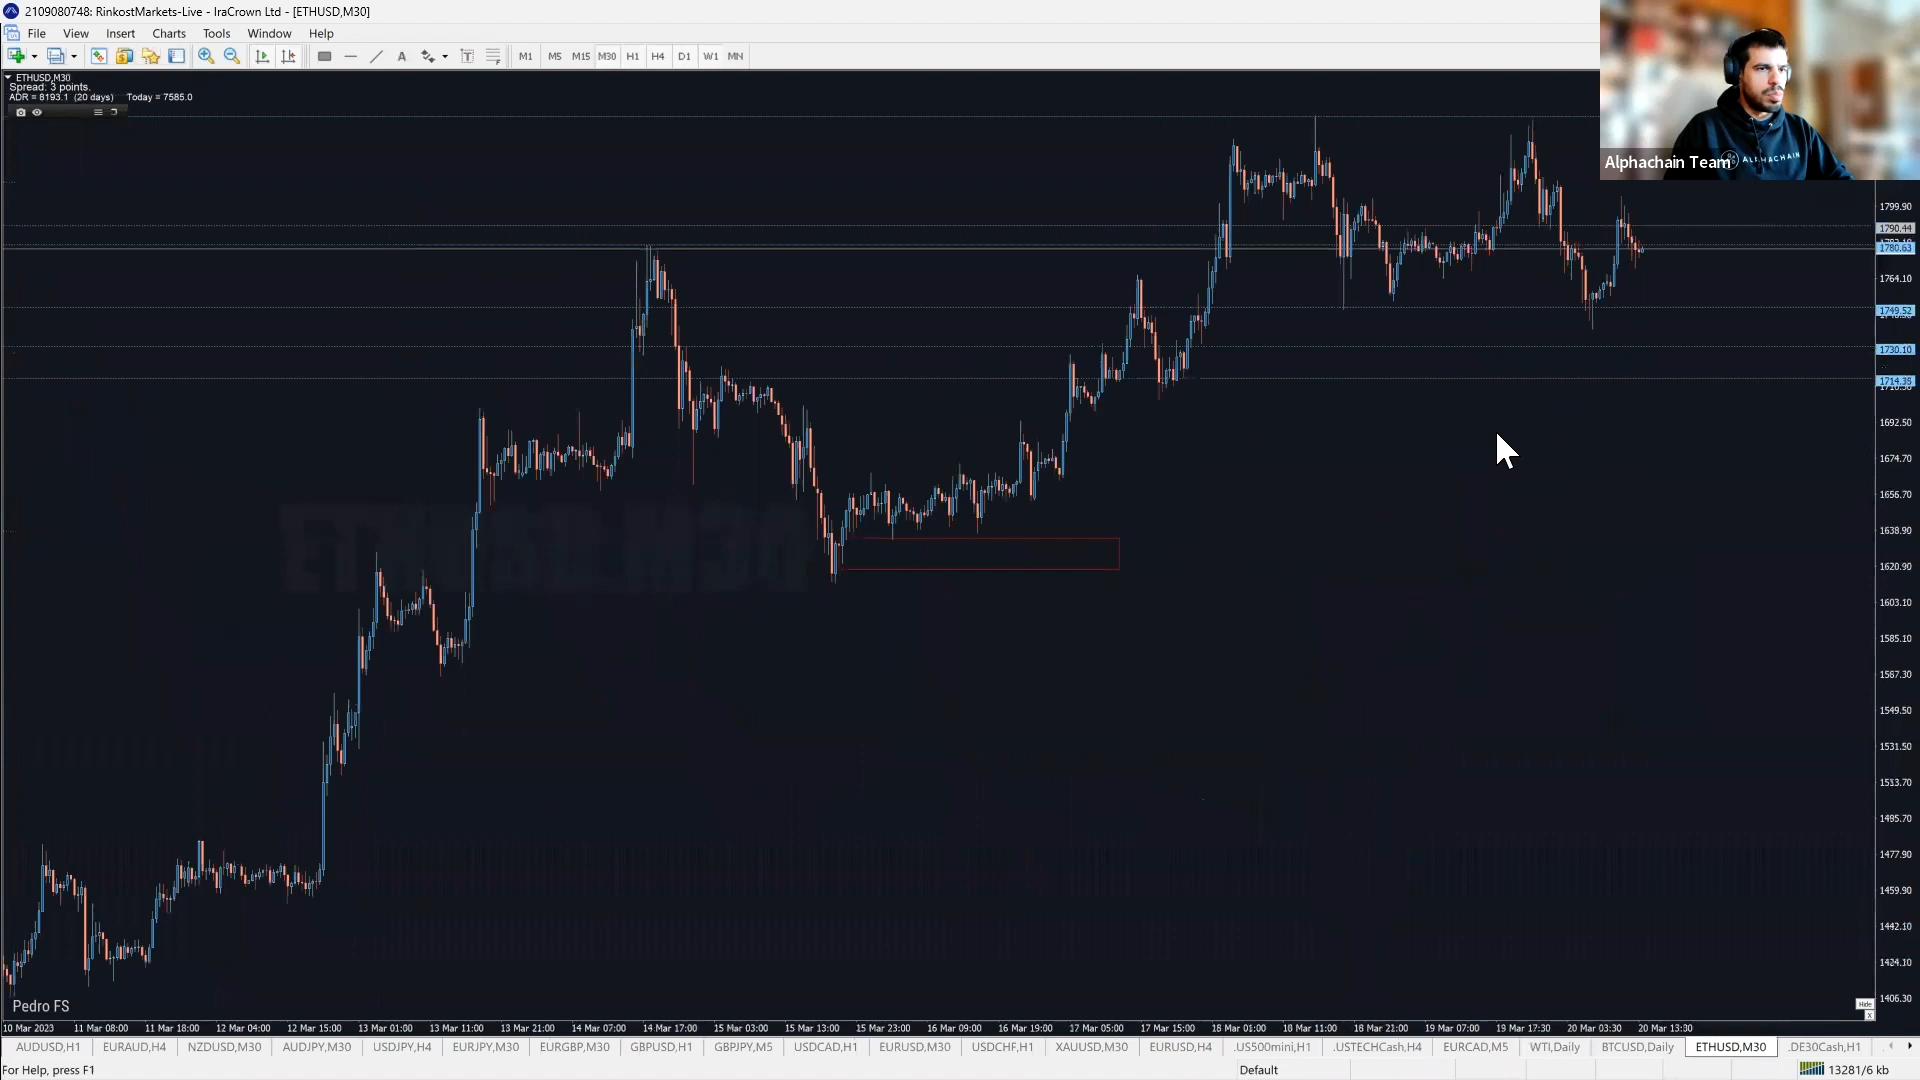 2109080748: RinkostMarkets-Live - IraCrown Ltd - [ETHUSD,M30]
File View Insert Charts Tools Window Help
M1 M5 M15 M30 H1 H4 D1 W1 MN
ETHUSD,M30
Spread: 3 points.
ADR = 8193.1 (20 days) Today = 7585.0
ALPHACHAIN
Alphachain Team
1799.90
1790.44
1780.63
1764.10
1749.52
1730.10
1714.35
1692.50
1674.70
1656.70
1638.90
1620.90
1603.10
1585.10
1567.30
1549.50
1531.50
1513.70
1495.70
1477.90
1459.90
1442.10
1424.10
1406.30
ETHUSD,M30
Pedro FS
Hide
X
10 Mar 2023 11 Mar 08:00 11 Mar 18:00 12 Mar 04:00 12 Mar 15:00 13 Mar 01:00 13 Mar 11:00 13 Mar 21:00 14 Mar 07:00 14 Mar 17:00 15 Mar 03:00 15 Mar 13:00 15 Mar 23:00 16 Mar 09:00 16 Mar 19:00 17 Mar 05:00 17 Mar 15:00 18 Mar 01:00 18 Mar 11:00 18 Mar 21:00 19 Mar 07:00 19 Mar 17:30 20 Mar 03:30 20 Mar 13:30
AUDUSD,H1 EURAUD,H4 NZDUSD,M30 AUDJPY,M30 USDJPY,H4 EURJPY,M30 EURGBP,M30 GBPUSD,H1 GBPJPY,M5 USDCAD,H1 EURUSD,M30 USDCHF,H1 XAUUSD,M30 EURUSD,H4 .US500mini,H1 .USTECHCash,H4 EURCAD,M5 WTI,Daily BTCUSD,Daily ETHUSD,M30 .DE30Cash,H1
For Help, press F1 Default 13281/6 kb